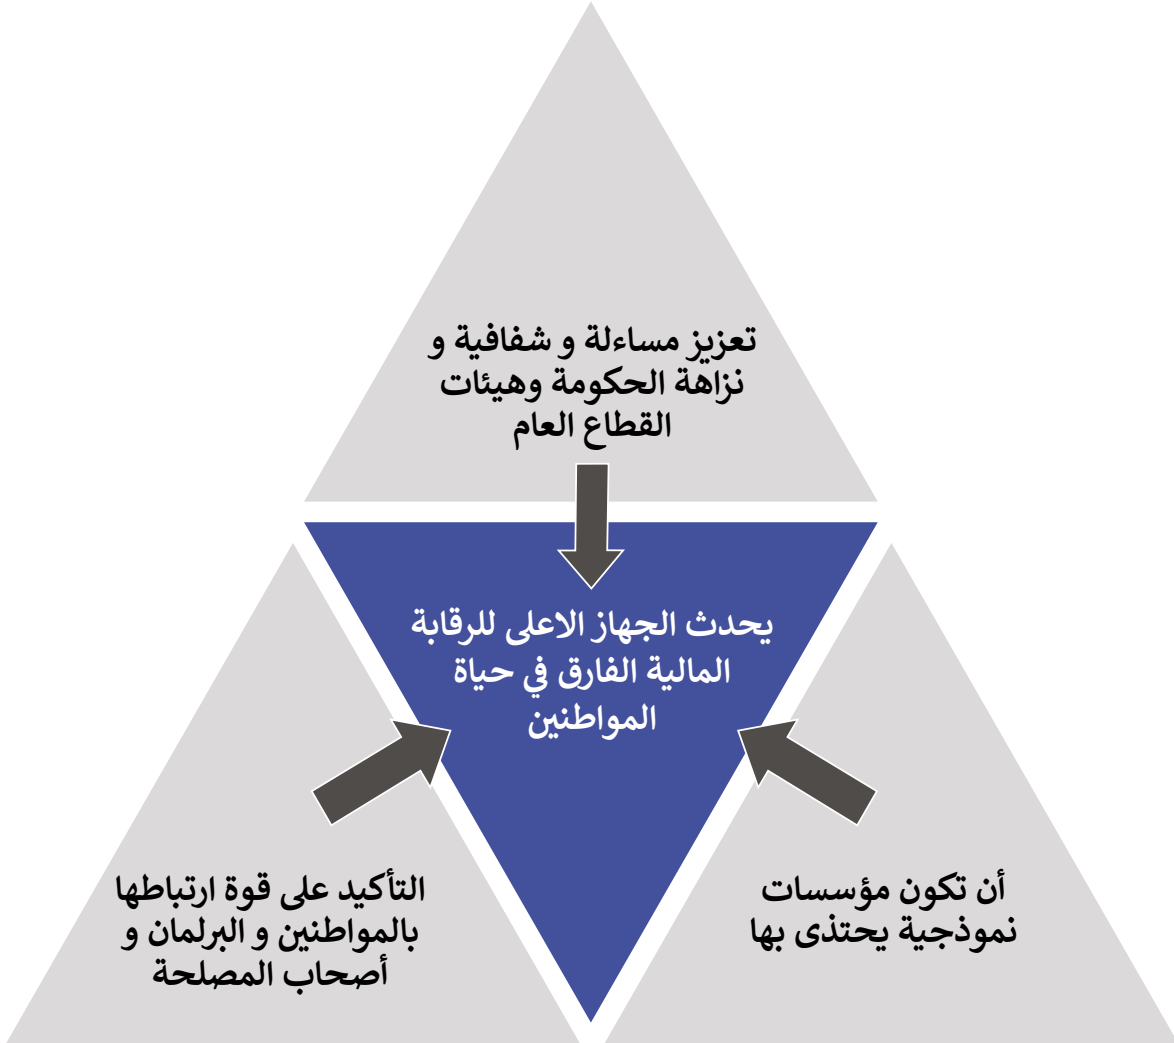 تعزيز مساءلة و شفافية و
نزاهة الحكومة وهيئات
القطاع العام
يحدث الجهاز الاعلى للرقابة
المالية الفارق في حياة
المواطنين
أن تكون مؤسسات
نموذجية يحتذى بها
التأكيد على قوة ارتباطها
بالمواطنين و البرلمان و
أصحاب المصلحة